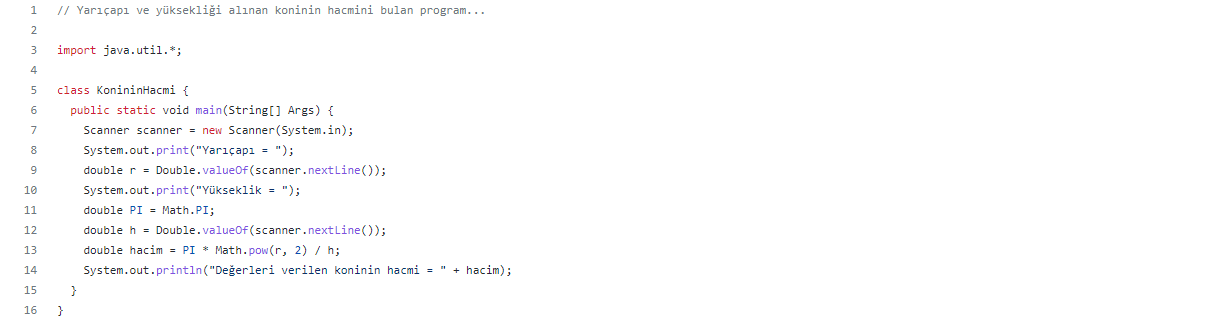 1 // Yarıçapı ve yüksekliği alınan koninin hacmini bulan program...
2
3 import java.util.*;
4
5 class KonininHacmi {
6 public static void main(String[] Args) {
7 Scanner scanner = new Scanner(System.in);
8 System.out.print("Yarıçapı = ");
9 double r = Double.valueOf(scanner.nextLine());
10 System.out.print("Yükseklik = ");
11 double PI = Math.PI;
12 double h = Double.valueOf(scanner.nextLine());
13 double hacim = PI * Math.pow(r, 2) / h;
14 System.out.println("Değerleri verilen koninin hacmi = " + hacim);
15 }
16 }